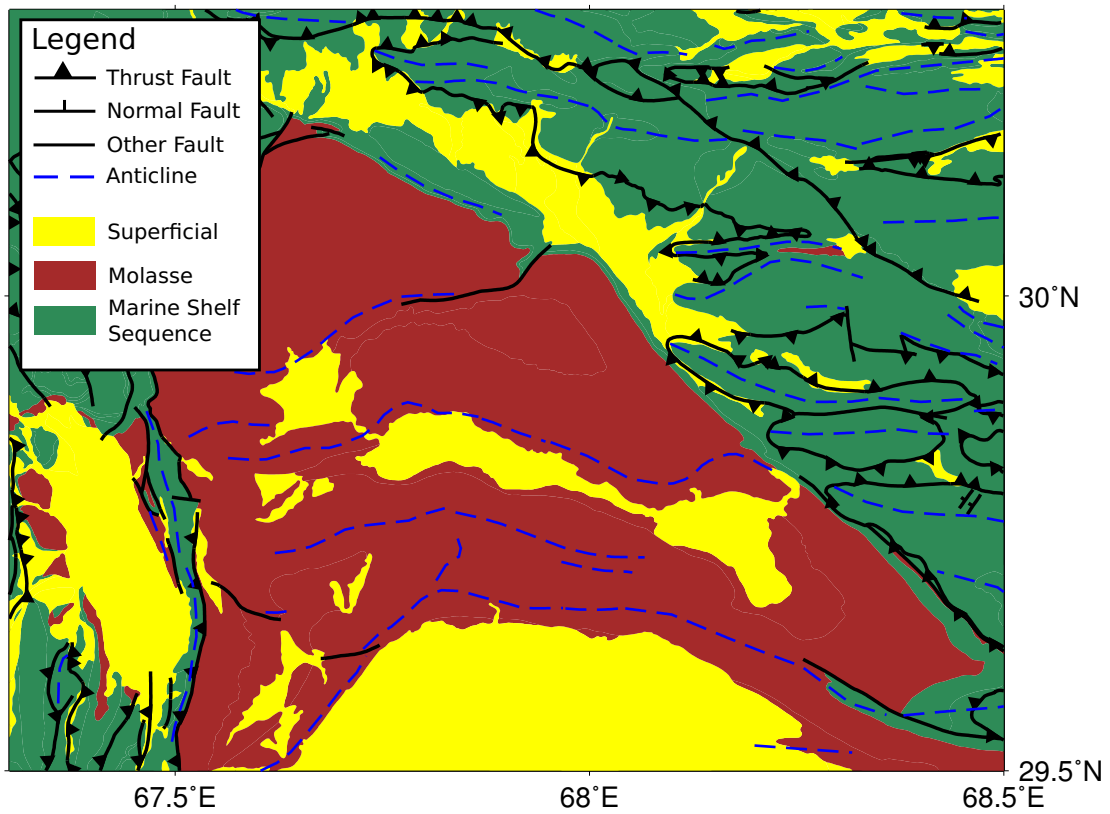 Legend
Thrust Fault
Normal Fault
Other Fault
Anticline
Superficial
Molasse
Marine Shelf
Sequence
30˚N
29.5˚N
67.5˚E
68˚E
68.5˚E